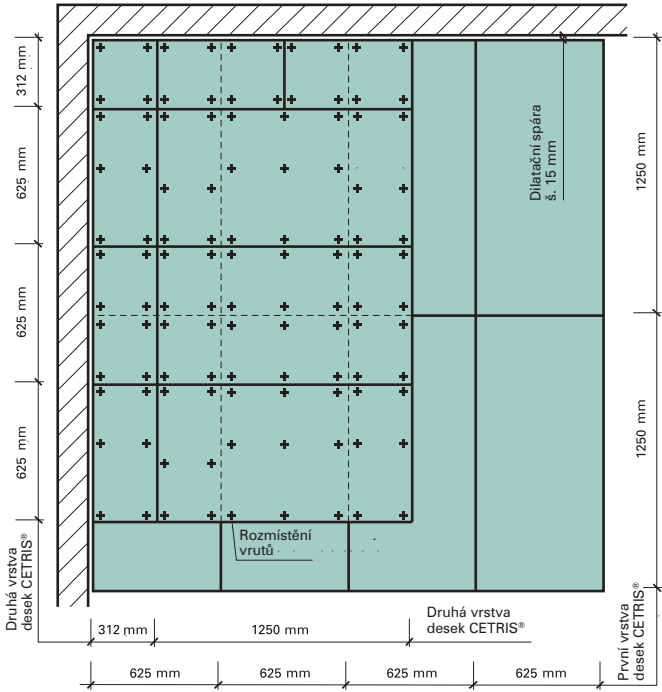 312 mm
625 mm
625 mm
625 mm
Druhá vrstva
desek CETRIS®
Dilatační spára
š. 15 mm
1250 mm
1250 mm
První vrstva
desek CETRIS®
Rozmístění
vrutů
312 mm
1250 mm
Druhá vrstva
desek CETRIS®
625 mm
625 mm
625 mm
625 mm